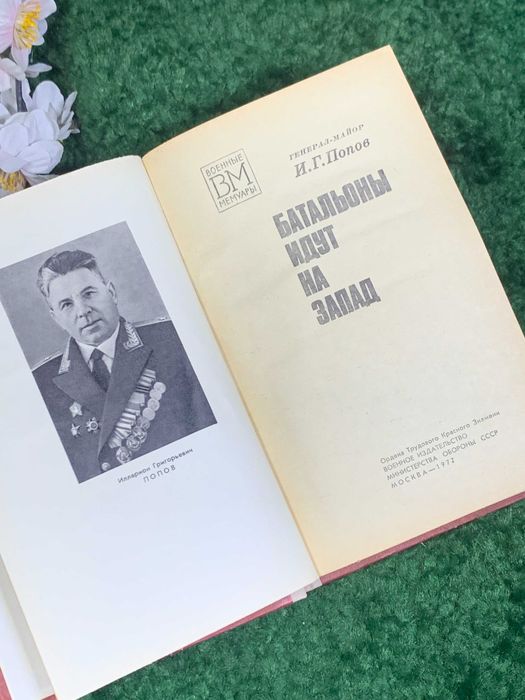 Илларион Григорьевич
ПОПОВ
ВОЕННЫЕ
ВМ
МЕМУАРЫ
ГЕНЕРАЛ-МАЙОР
И.Г.Попов
БАТАЛЬОНЫ
ИДУТ
НА
ЗАПАД
Ордена Трудового Красного Знамени
ВОЕННОЕ ИЗДАТЕЛЬСТВО
МИНИСТЕРСТВА ОБОРОНЫ СССР
МОСКВА—1972